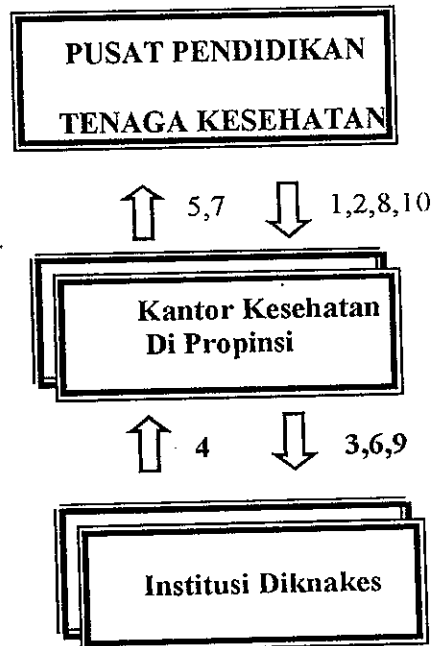 PUSAT PENDIDIKAN
TENAGA KESEHATAN
5,7
1,2,8,10
Kantor Kesehatan
Di Propinsi
4
3,6,9
Institusi Diknakes